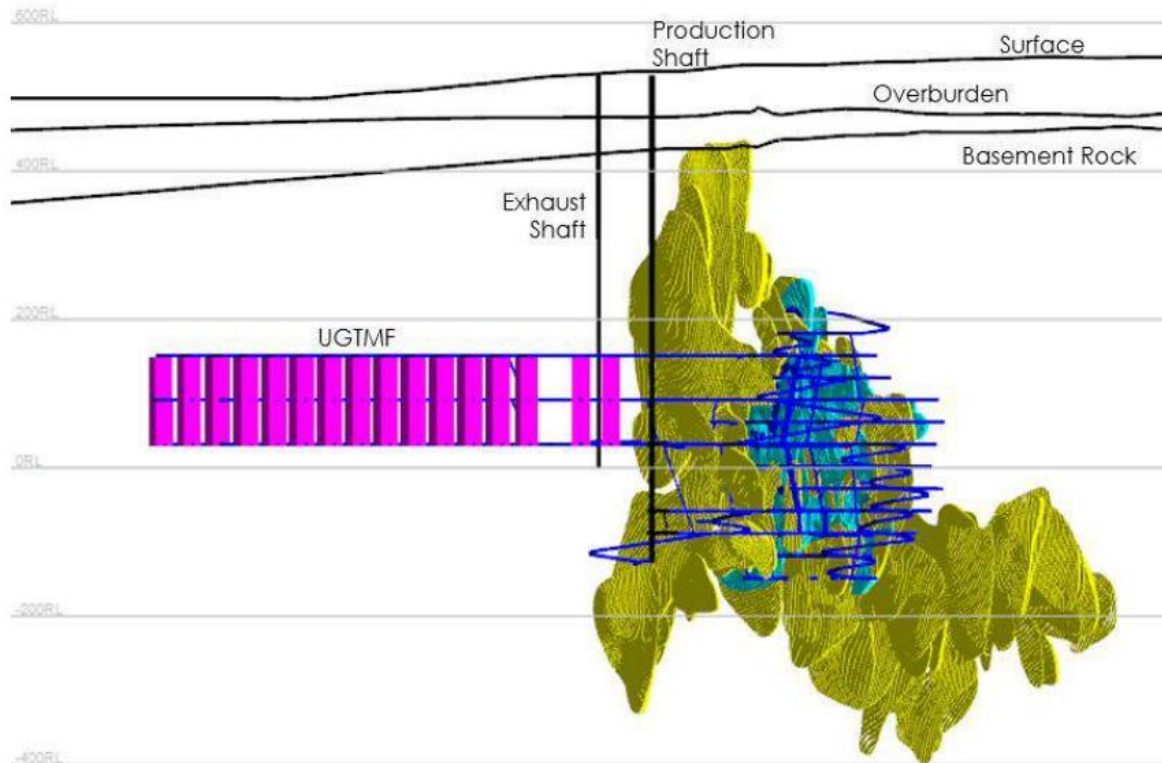 600RL
Production
Shaft
Surface
Overburden
400RL
Basement Rock
Exhaust
Shaft
200RL
UGTMF
0RL
-200RL
-400RL